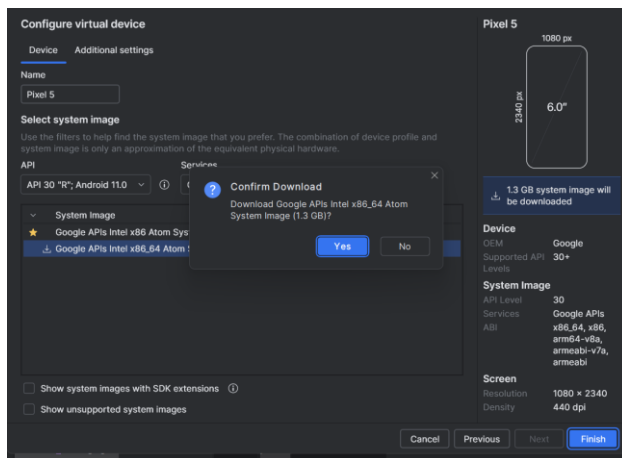 Configure virtual device
Device Additional settings
Name
Pixel 5
Select system image
Use the filters to help find the system image that you prefer. The combination of device profile and
system image is only an approximation of the equivalent physical hardware.
API Services
API 30 "R"; Android 11.0
System Image
Google APIs Intel x86 Atom Sys
Google APIs Intel x86_64 Atom
Confirm Download
Download Google APIs Intel x86_64 Atom
System Image (1.3 GB)?
Yes No
Show system images with SDK extensions
Show unsupported system images
Pixel 5
1080 px
2340 px
6.0"
1.3 GB system image will
be downloaded
Device
OEM Google
Supported API 30+
Levels
System Image
API Level 30
Services Google APIs
ABI x86_64, x86,
arm64-v8a,
armeabi-v7a,
armeabi
Screen
Resolution 1080 × 2340
Density 440 dpi
Cancel Previous Next Finish